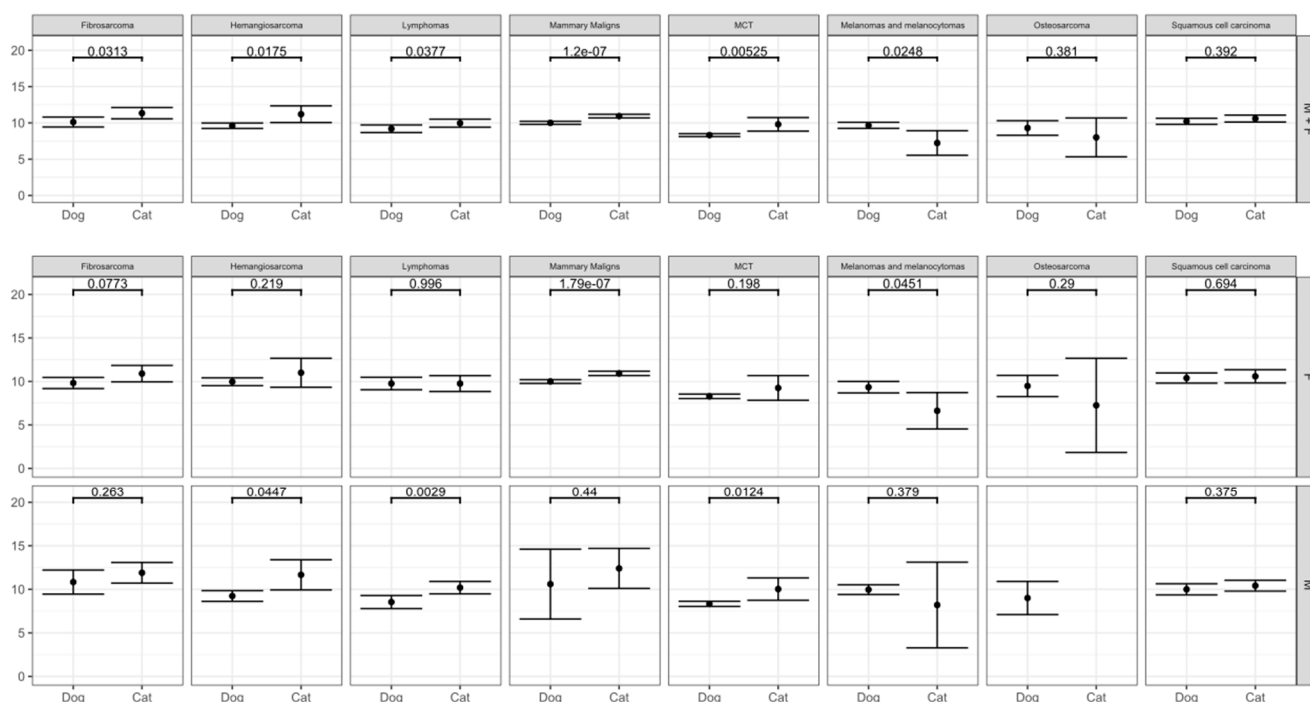 Fibrosarcoma Hemangiosarcoma Lymphomas Mammary Maligns MCT Melanomas and melanocytomas Osteosarcoma Squamous cell carcinoma
20 0.0313 0.0175 0.0377 1.2e-07 0.00525 0.0248 0.381 0.392
15
10
5
0
F + M
Dog Cat Dog Cat Dog Cat Dog Cat Dog Cat Dog Cat Dog Cat Dog Cat
Fibrosarcoma Hemangiosarcoma Lymphomas Mammary Maligns MCT Melanomas and melanocytomas Osteosarcoma Squamous cell carcinoma
0.0773 0.219 0.996 1.79e-07 0.198 0.0451 0.29 0.694
20
15
10
5
0
F
0.263 0.0447 0.0029 0.44 0.0124 0.379 0.375
20
15
10
5
0
M
Dog Cat Dog Cat Dog Cat Dog Cat Dog Cat Dog Cat Dog Cat Dog Cat